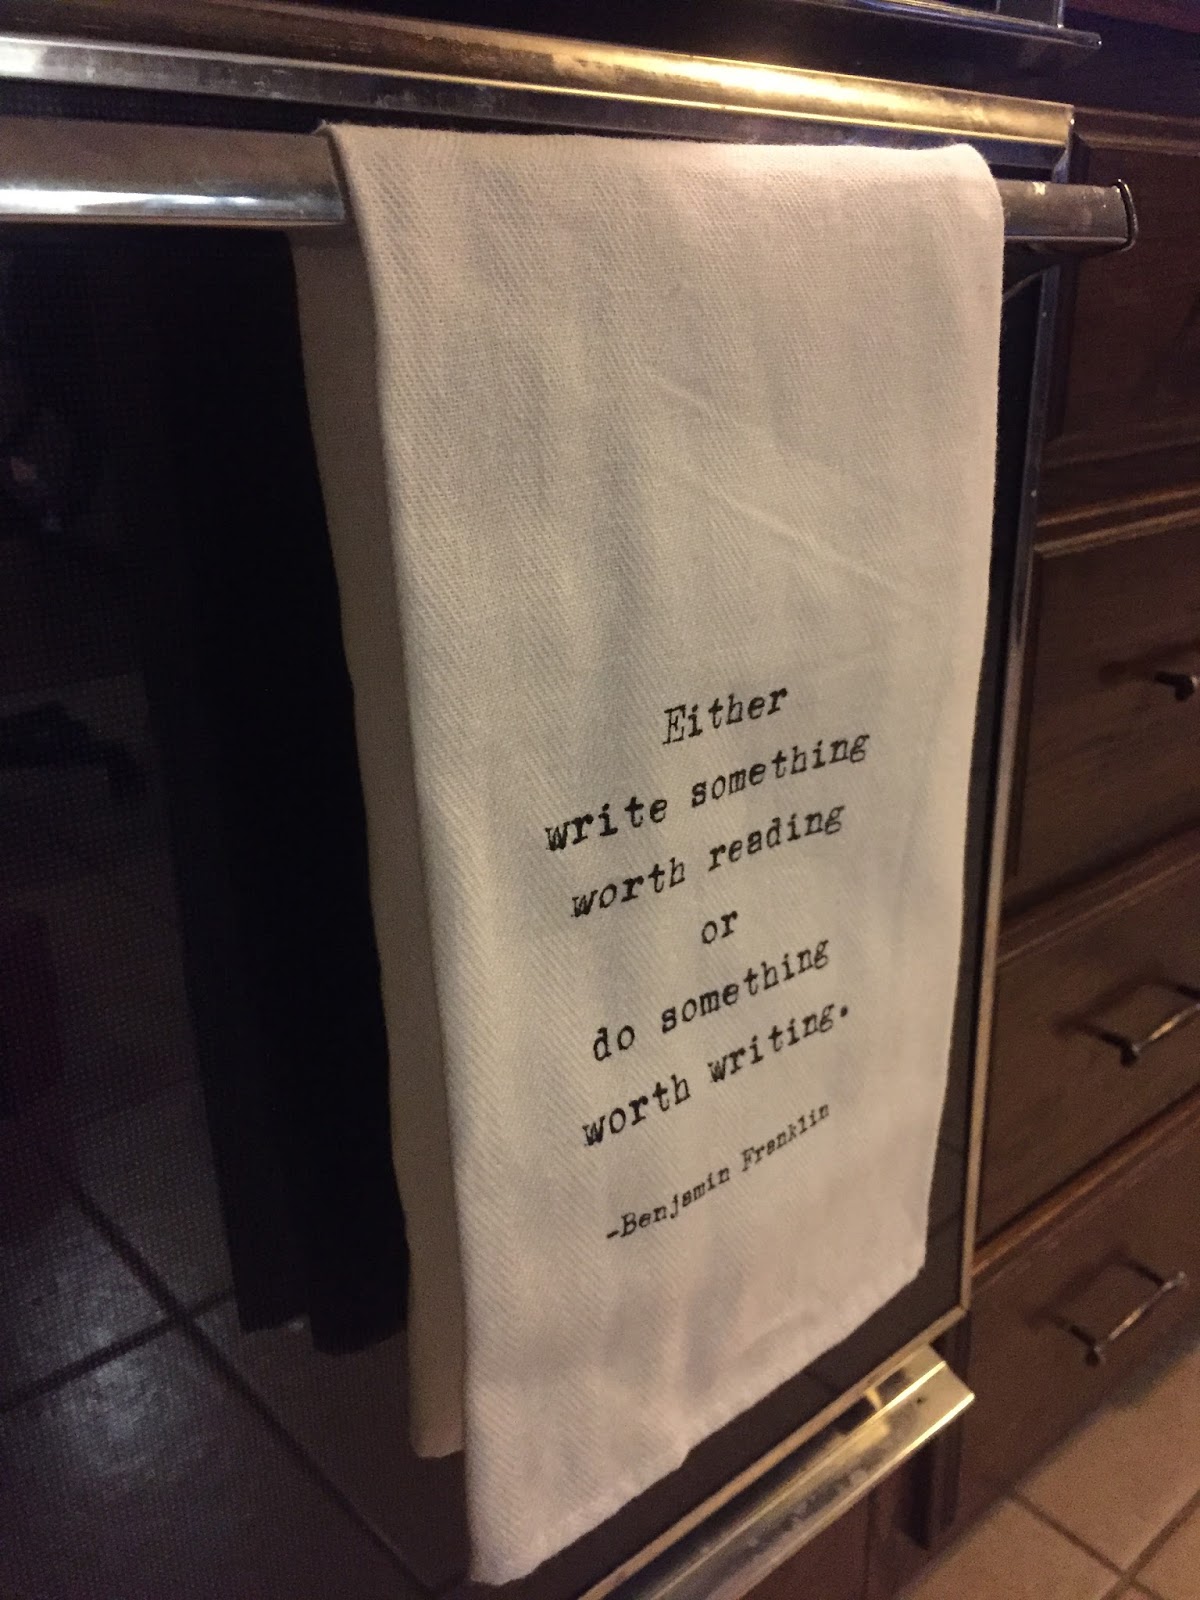 Either
write something
worth reading
or
do something
worth writing.
-Benjamin Franklin